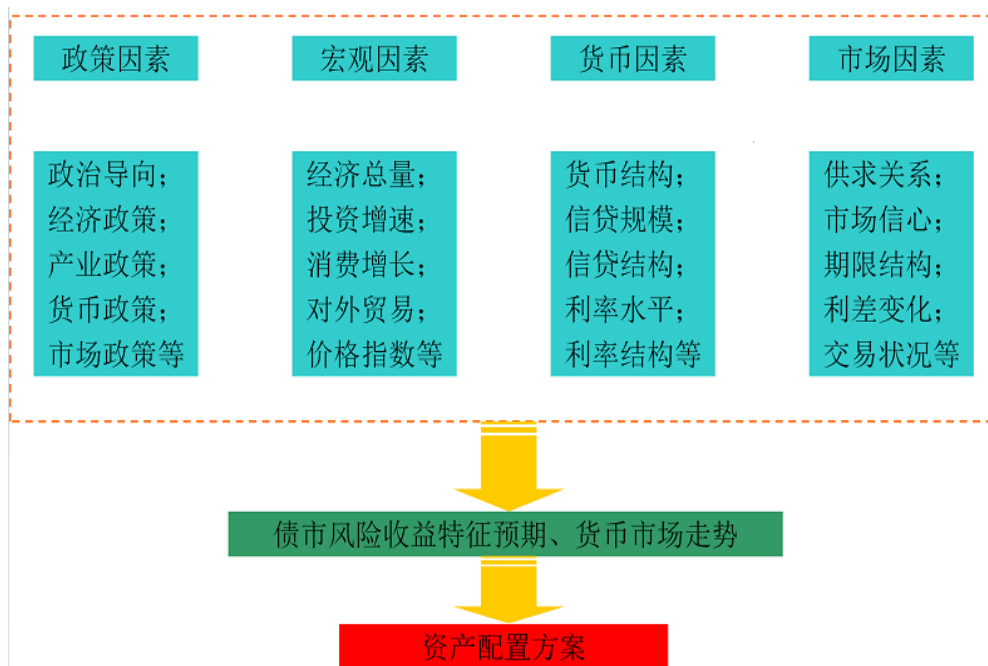 政策因素
宏观因素
货币因素
市场因素
政治导向；
经济政策；
产业政策；
货币政策；
市场政策等
经济总量；
投资增速；
消费增长；
对外贸易；
价格指数等
货币结构；
信贷规模；
信贷结构；
利率水平；
利率结构等
供求关系；
市场信心；
期限结构；
利差变化；
交易状况等
债市风险收益特征预期、货币市场走势
资产配置方案